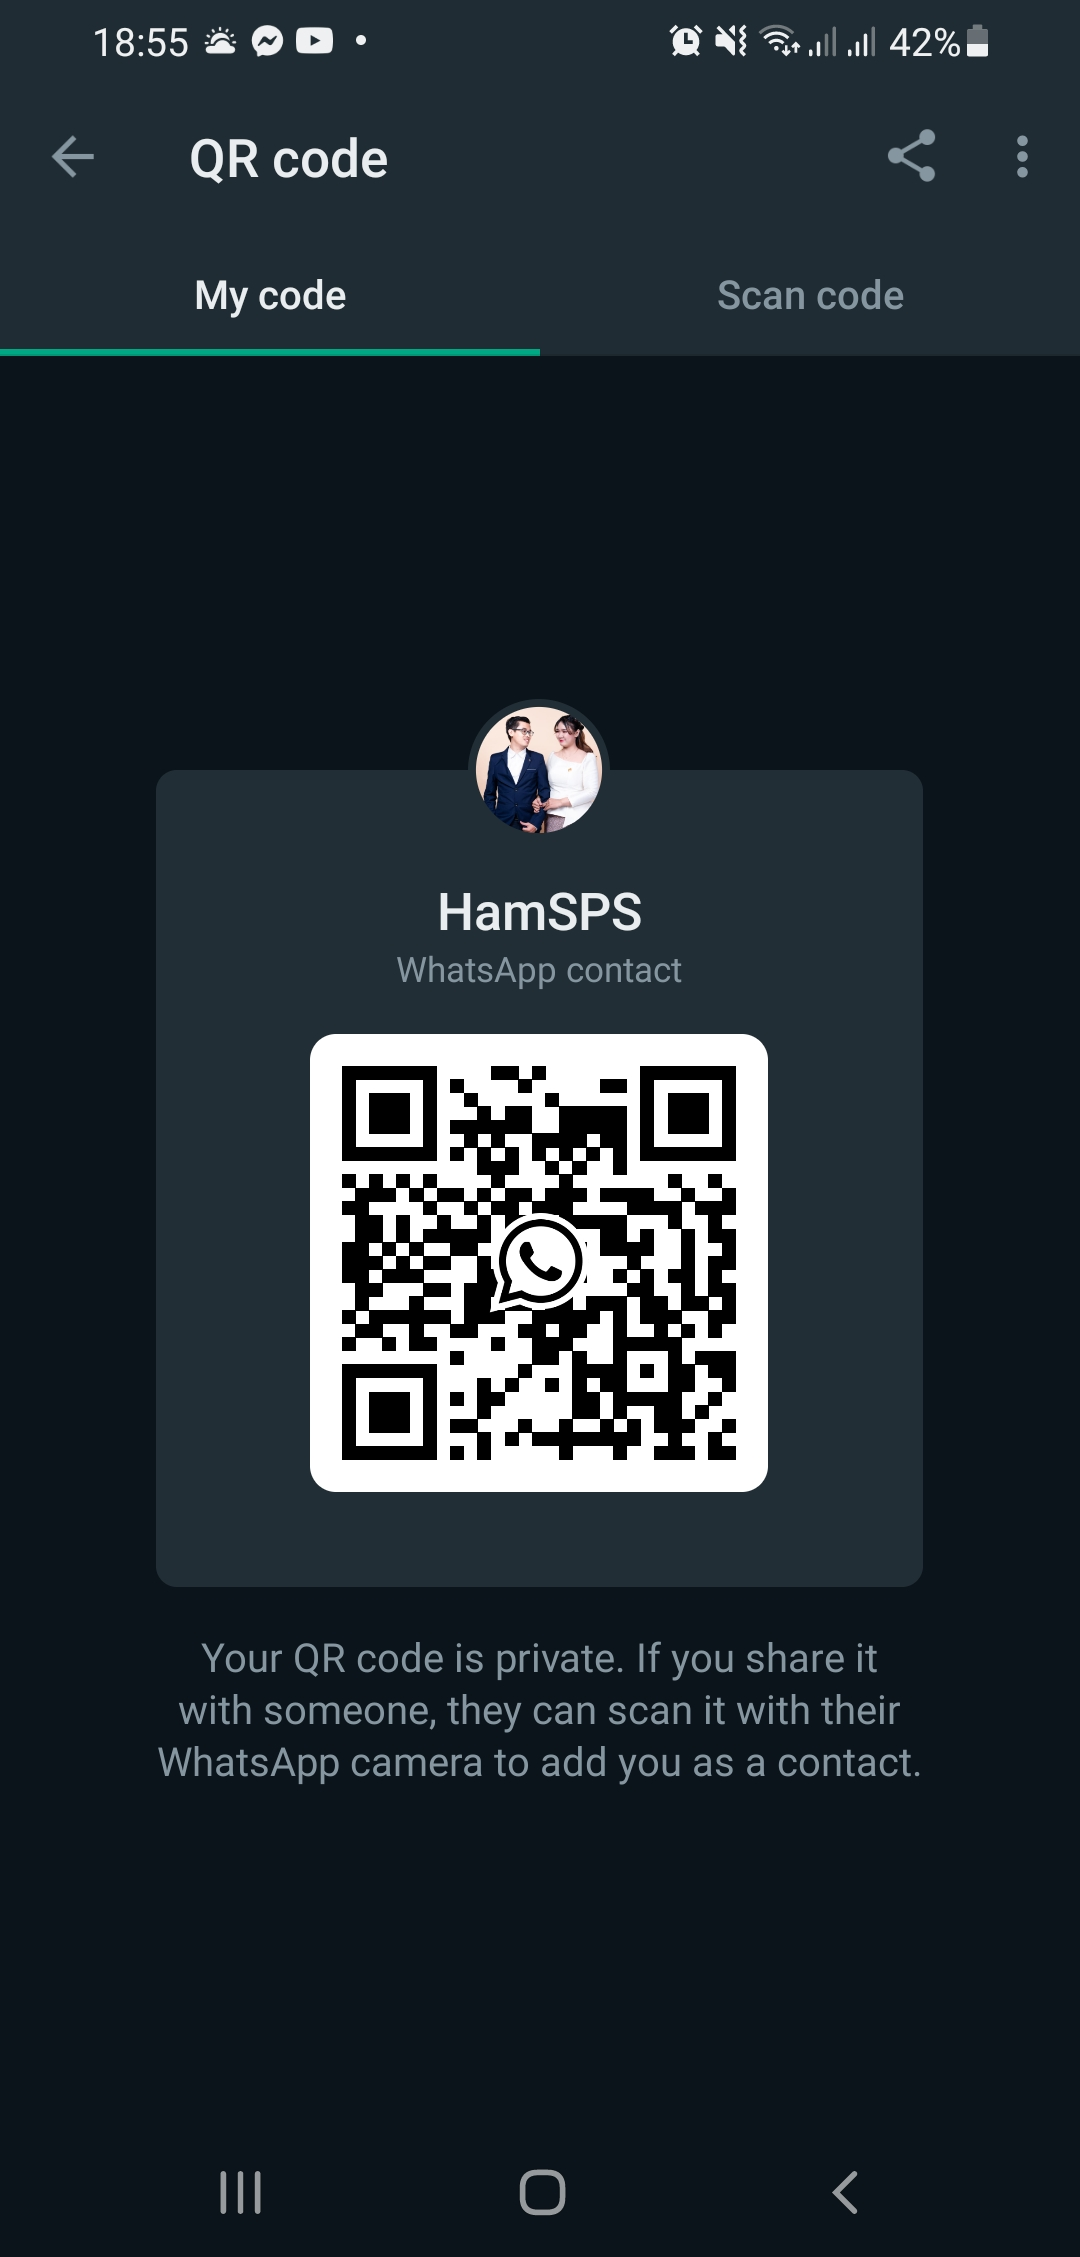 18:55 42%
QR code
My code Scan code
HamSPS
WhatsApp contact
Your QR code is private. If you share it
with someone, they can scan it with their
WhatsApp camera to add you as a contact.